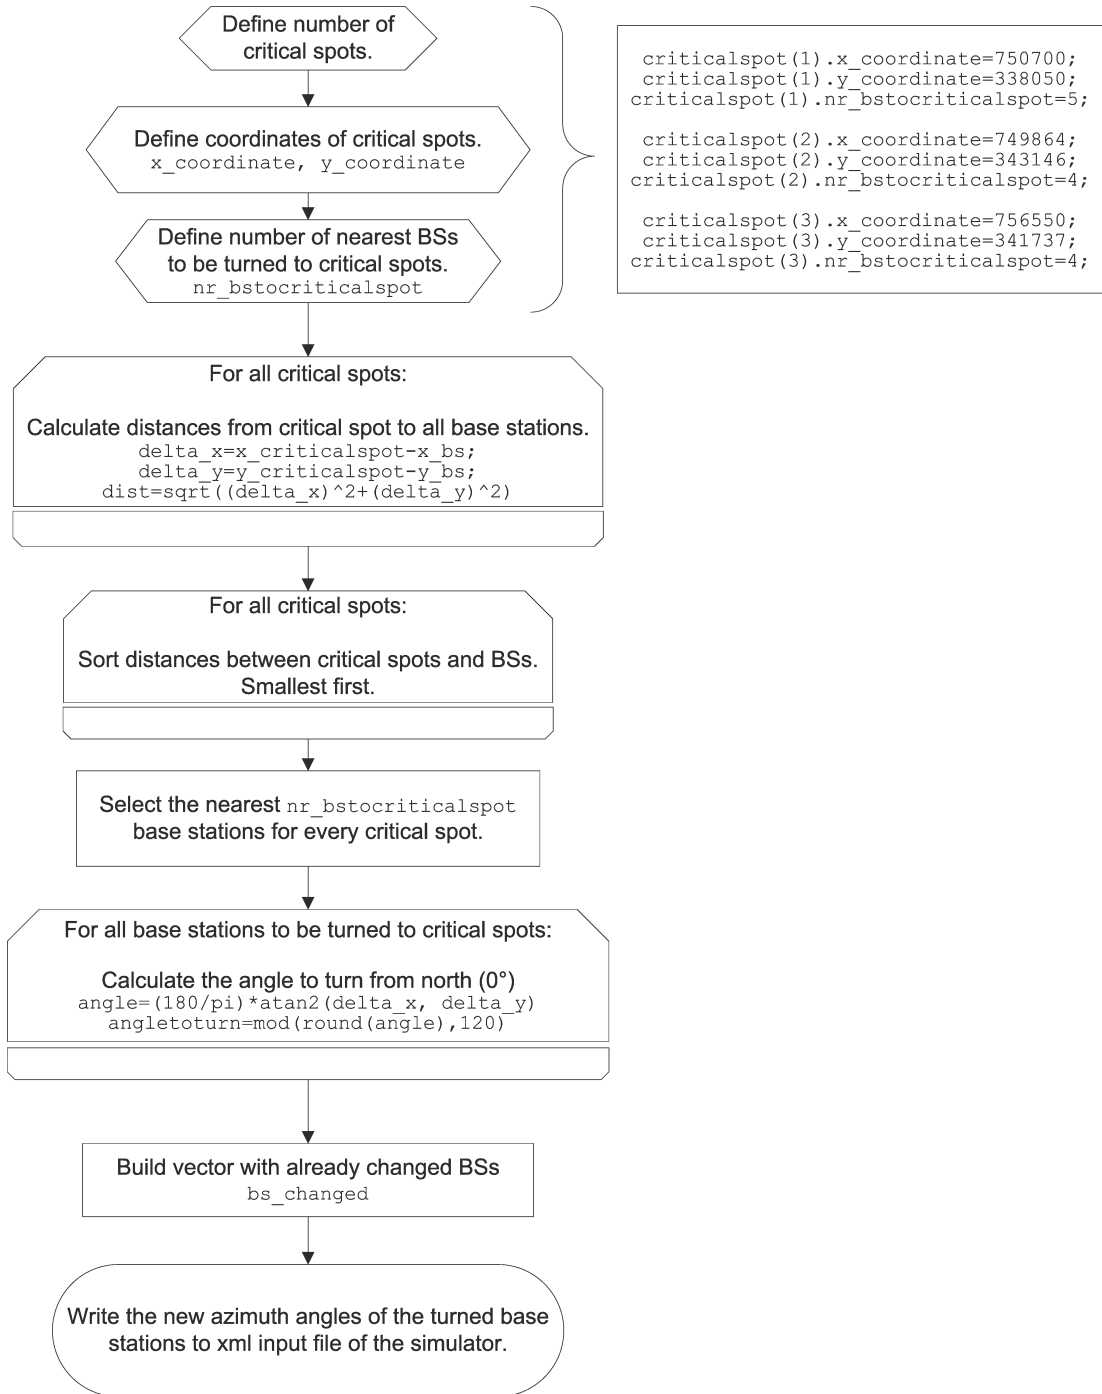 Define number of
critical spots.
Define coordinates of critical spots.
x_coordinate, y_coordinate
Define number of nearest BSs
to be turned to critical spots.
nr_bstocriticalspot
criticalspot(1).x_coordinate=750700;
criticalspot(1).y_coordinate=338050;
criticalspot(1).nr_bstocriticalspot=5;
criticalspot(2).x_coordinate=749864;
criticalspot(2).y_coordinate=343146;
criticalspot(2).nr_bstocriticalspot=4;
criticalspot(3).x_coordinate=756550;
criticalspot(3).y_coordinate=341737;
criticalspot(3).nr_bstocriticalspot=4;
For all critical spots:
Calculate distances from critical spot to all base stations.
delta_x=x_criticalspot-x_bs;
delta_y=y_criticalspot-y_bs;
dist=sqrt((delta_x)^2+(delta_y)^2)
For all critical spots:
Sort distances between critical spots and BSs.
Smallest first.
Select the nearest nr_bstocriticalspot
base stations for every critical spot.
For all base stations to be turned to critical spots:
Calculate the angle to turn from north (0°)
angle=(180/pi)*atan2(delta_x, delta_y)
angletoturn=mod(round(angle),120)
Build vector with already changed BSs
bs_changed
Write the new azimuth angles of the turned base
stations to xml input file of the simulator.